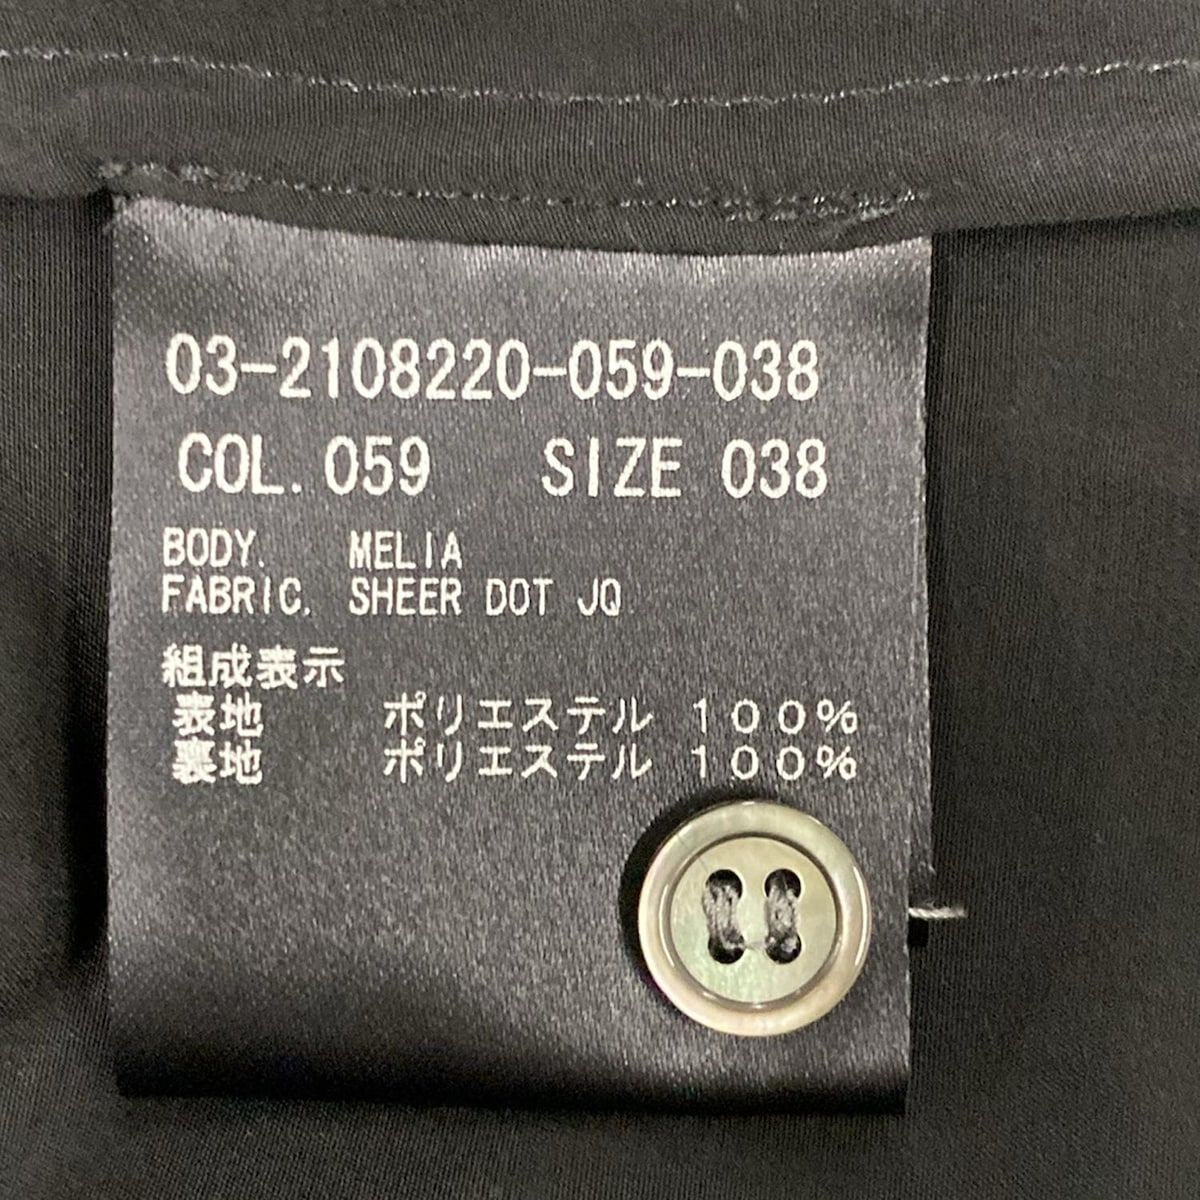 03-2108220-059-038
COL. 059 SIZE 038
BODY. MELIA
FABRIC. SHEER DOT JQ
組成表示
表地 ポリエステル 100%
裏地 ポリエステル 100%